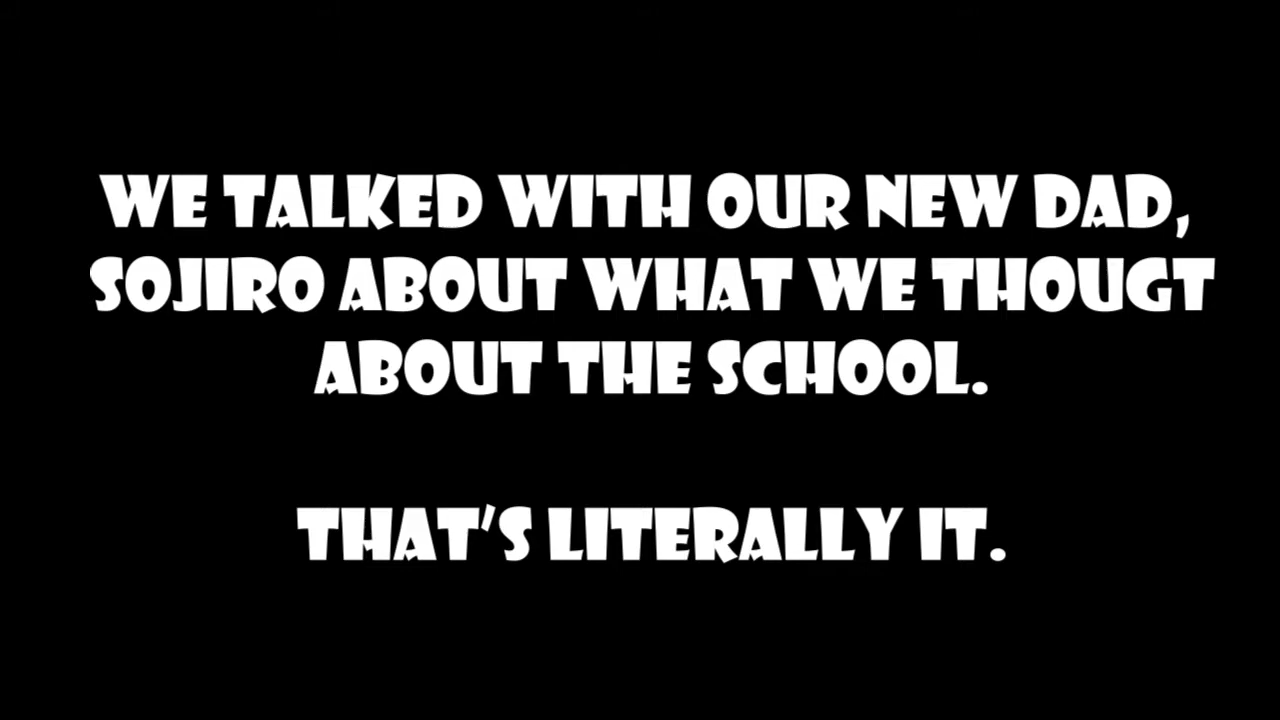 WE TALKED WITH OUR NEW DAD,
SOJIRO ABOUT WHAT WE THOUGT
ABOUT THE SCHOOL.
THAT'S LITERALLY IT.